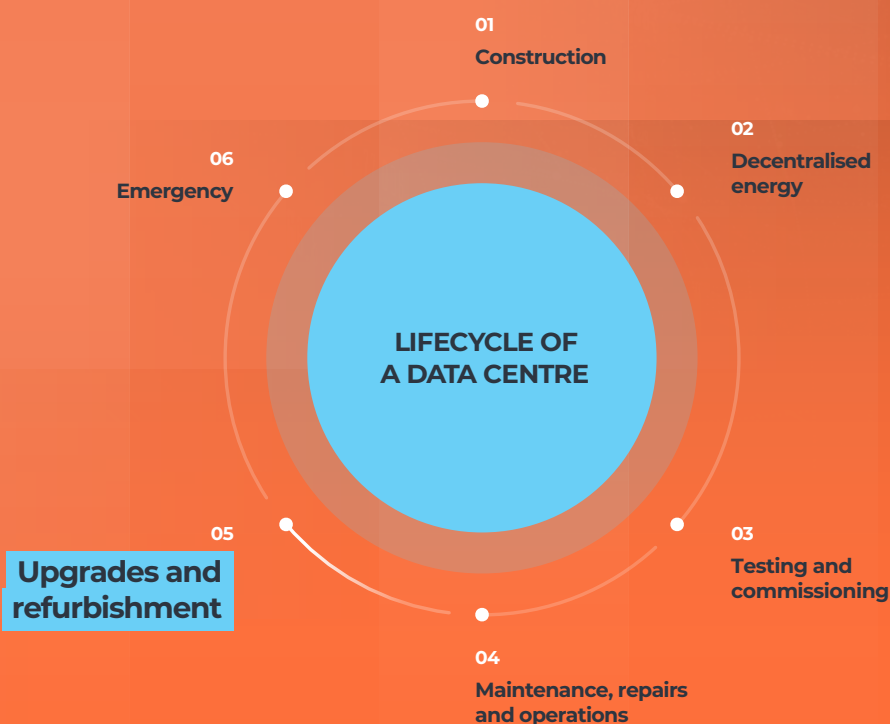 01
Construction
02
Decentralised
energy
03
Testing and
commissioning
04
Maintenance, repairs
and operations
05
Upgrades and
refurbishment
06
Emergency
LIFECYCLE OF
A DATA CENTRE